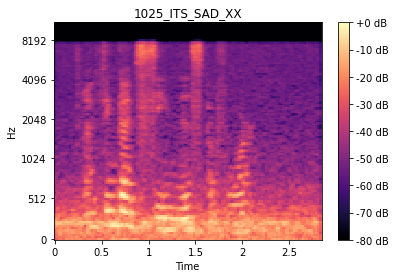 1025_ITS_SAD_XX
+0 dB
8192
-10 dB
4096
-20 dB
-30 dB
2048
-40 dB
Hz
1024
-50 dB
512
-60 dB
-70 dB
0
-80 dB
0 0.5 1 1.5 2 2.5
Time